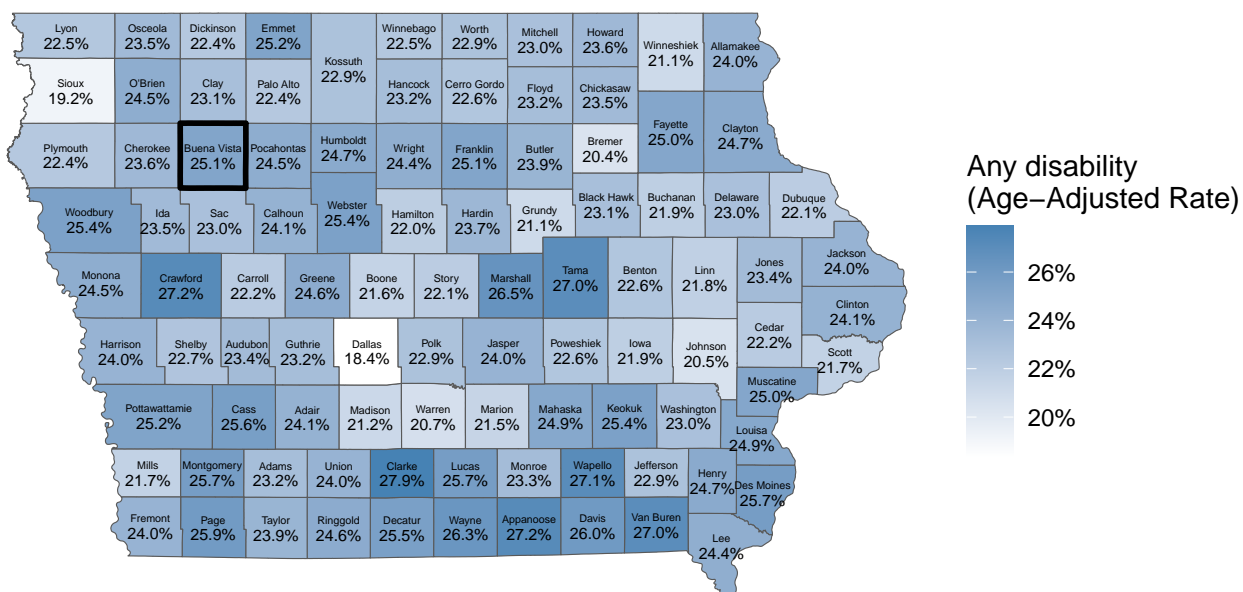 Lyon
22.5%
Osceola
23.5%
Dickinson
22.4%
Emmet
25.2%
Kossuth
22.9%
Winnebago
22.5%
Worth
22.9%
Mitchell
23.0%
Howard
23.6%
Winneshiek
21.1%
Allamakee
24.0%
Sioux
19.2%
O'Brien
24.5%
Clay
23.1%
Palo Alto
22.4%
Hancock
23.2%
Cerro Gordo
22.6%
Floyd
23.2%
Chickasaw
23.5%
Plymouth
22.4%
Cherokee
23.6%
Buena Vista
25.1%
Pocahontas
24.5%
Humboldt
24.7%
Wright
24.4%
Franklin
25.1%
Butler
23.9%
Bremer
20.4%
Fayette
25.0%
Clayton
24.7%
Woodbury
25.4%
Ida
23.5%
Sac
23.0%
Calhoun
24.1%
Webster
25.4%
Hamilton
22.0%
Hardin
23.7%
Grundy
21.1%
Black Hawk
23.1%
Buchanan
21.9%
Delaware
23.0%
Dubuque
22.1%
Monona
24.5%
Crawford
27.2%
Carroll
22.2%
Greene
24.6%
Boone
21.6%
Story
22.1%
Marshall
26.5%
Tama
27.0%
Benton
22.6%
Linn
21.8%
Jones
23.4%
Jackson
24.0%
Clinton
24.1%
Harrison
24.0%
Shelby
22.7%
Audubon
23.4%
Guthrie
23.2%
Dallas
18.4%
Polk
22.9%
Jasper
24.0%
Poweshiek
22.6%
Iowa
21.9%
Johnson
20.5%
Cedar
22.2%
Scott
21.7%
Muscatine
25.0%
Pottawattamie
25.2%
Cass
25.6%
Adair
24.1%
Madison
21.2%
Warren
20.7%
Marion
21.5%
Mahaska
24.9%
Keokuk
25.4%
Washington
23.0%
Louisa
24.9%
Mills
21.7%
Montgomery
25.7%
Adams
23.2%
Union
24.0%
Clarke
27.9%
Lucas
25.7%
Monroe
23.3%
Wapello
27.1%
Jefferson
22.9%
Henry
24.7%
Des Moines
25.7%
Fremont
24.0%
Page
25.9%
Taylor
23.9%
Ringgold
24.6%
Decatur
25.5%
Wayne
26.3%
Appanoose
27.2%
Davis
26.0%
Van Buren
27.0%
Lee
24.4%
Any disability
(Age−Adjusted Rate)
26%
24%
22%
20%